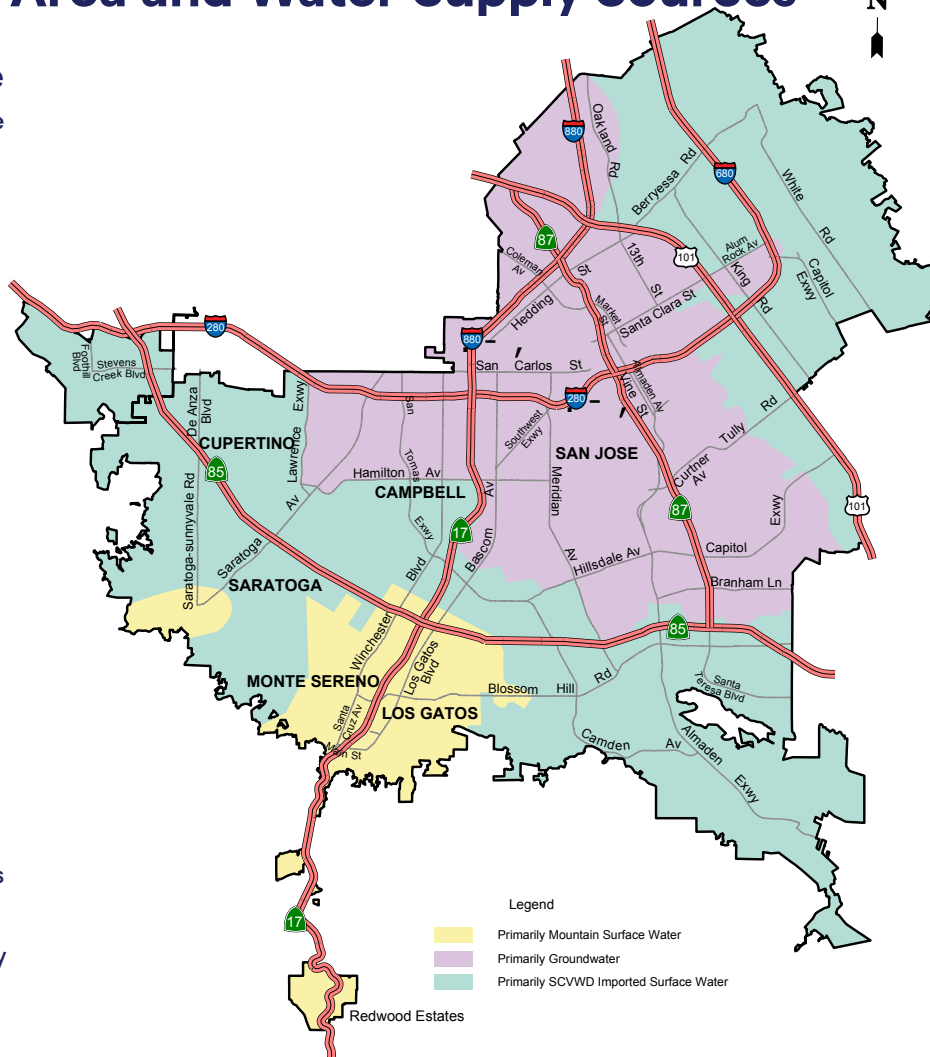 Area and Water Supply Sources
N
880
Oakland
Rd
680
Berryessa Rd
White
Rd
87
Coleman
Av
Hedding St
13th
St
101
Alum
Rock Av
King
Rd
Capitol
Expy
Market
St
Santa Clara St
280
880
Foothill
Blvd
Stevens
Creek Blvd
San Carlos St
De Anza
Blvd
Lawrence Exwy
San
Tomas
Exwy
280
Southwest
Exwy
Vine St
Almaden Av
Tully Rd
CUPERTINO
85
Hamilton Av
CAMPBELL
SAN JOSE
Meridian
Av
Curtner
Av
87
101
Saratoga-sunnyvale Rd
Saratoga Av
17
Bascom Av
Hillsdale Av
Capitol Exwy
SARATOGA
Winchester Blvd
Branham Ln
85
MONTE SERENO
Los Gatos
Blvd
Santa
Cruz Av
LOS GATOS
Blossom Hill Rd
Santa
Teresa Blvd
Main St
Camden Av
Almaden
Exwy
17
Legend
Primarily Mountain Surface Water
Primarily Groundwater
Primarily SCVWD Imported Surface Water
Redwood Estates